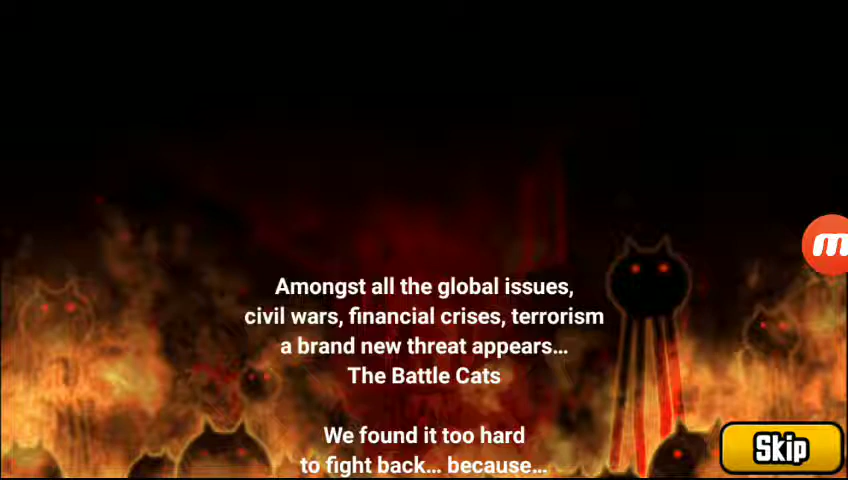 Amongst all the global issues,
civil wars, financial crises, terrorism
a brand new threat appears...
The Battle Cats
We found it too hard
to fight back... because...
Skip